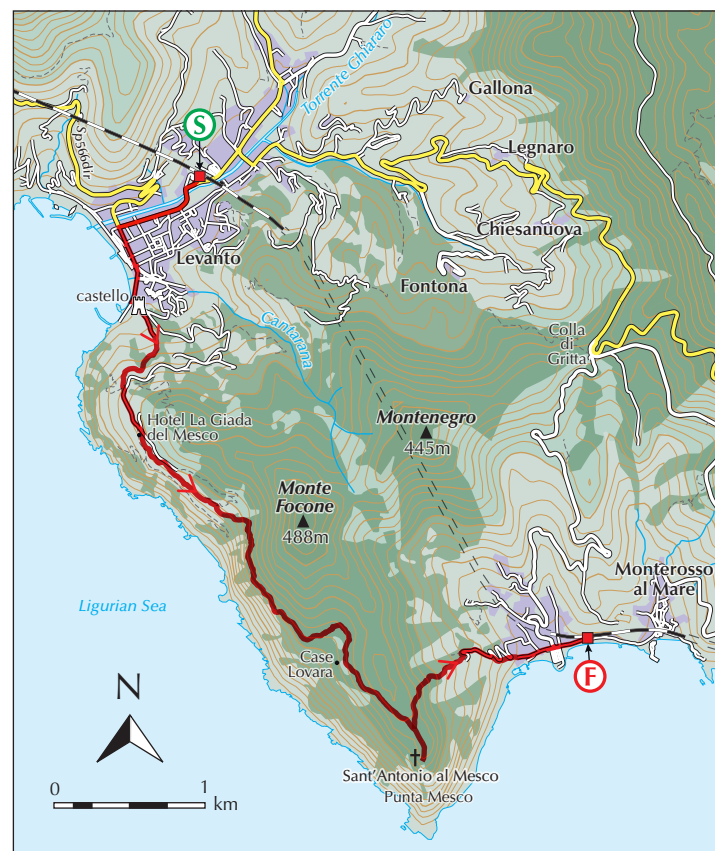 Torrente Ghiararo
Gallona
S
Sp566dir
Legnaro
Chiesanuova
Levanto
Fontona
castello
Cantarana
Colla
di
Gritta
Hotel La Giada
del Mesco
Montenegro
445m
Monte
Focone
488m
Monterosso
al Mare
Ligurian Sea
Case
Lovara
F
N
Sant'Antonio al Mesco
Punta Mesco
0 1
km